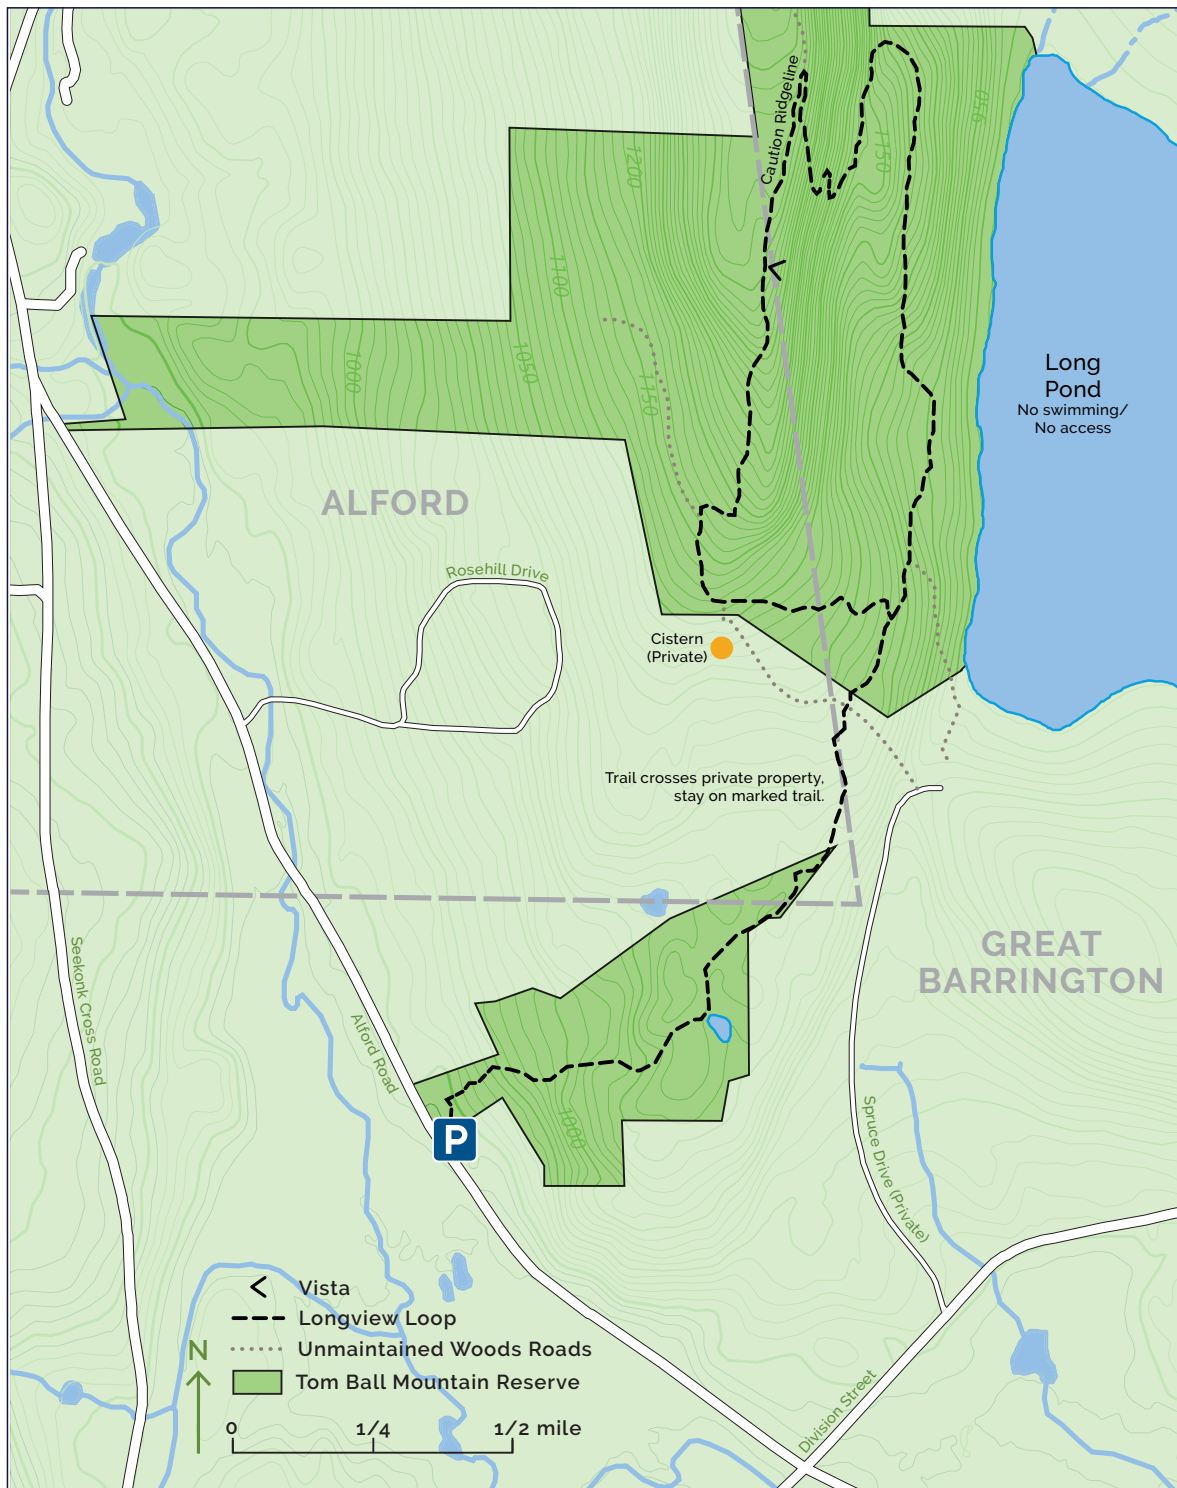 Caution Ridgeline
1200
1150
950
1100
1050
1000
1150
Long
Pond
No swimming/
No access
ALFORD
Rosehill Drive
Cistern
(Private)
Trail crosses private property,
stay on marked trail.
GREAT
BARRINGTON
Seekonk Cross Road
Alford Road
1000
P
Spruce Drive (Private)
Division Street
Vista
Longview Loop
Unmaintained Woods Roads
Tom Ball Mountain Reserve
N
0 1/4 1/2 mile